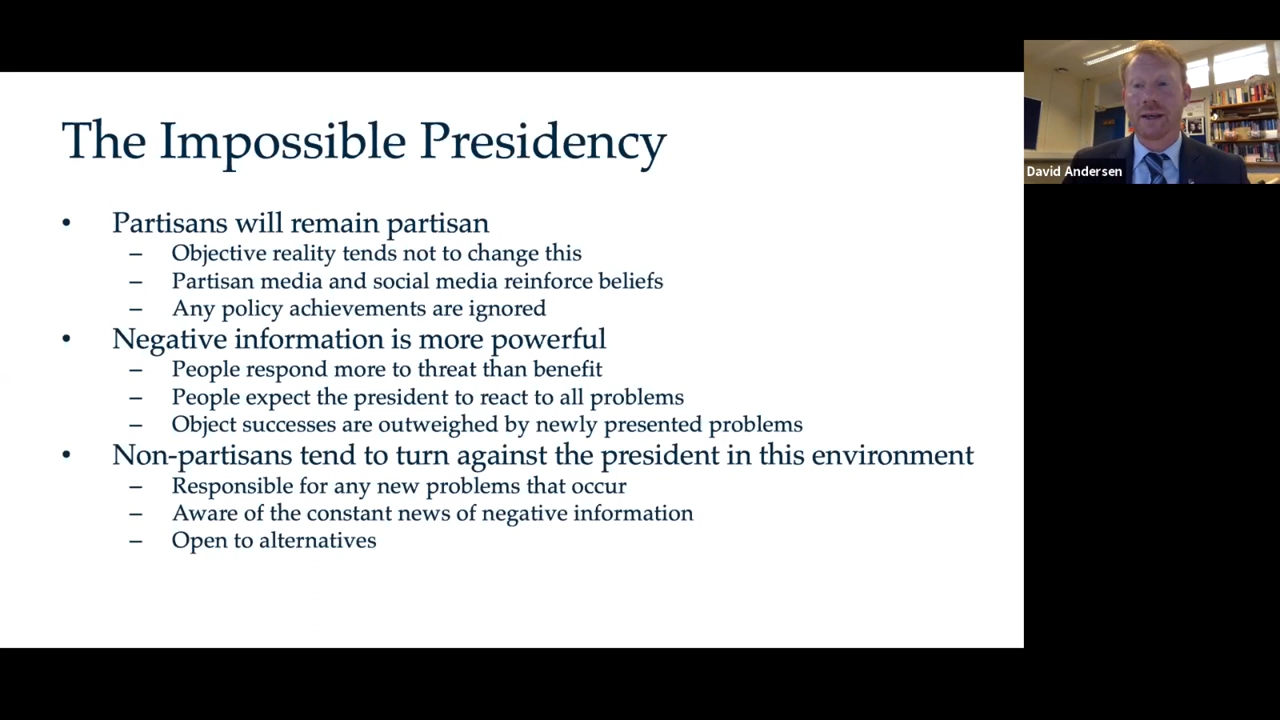 The Impossible Presidency
• Partisans will remain partisan
– Objective reality tends not to change this
– Partisan media and social media reinforce beliefs
– Any policy achievements are ignored
• Negative information is more powerful
– People respond more to threat than benefit
– People expect the president to react to all problems
– Object successes are outweighed by newly presented problems
• Non-partisans tend to turn against the president in this environment
– Responsible for any new problems that occur
– Aware of the constant news of negative information
– Open to alternatives
David Andersen